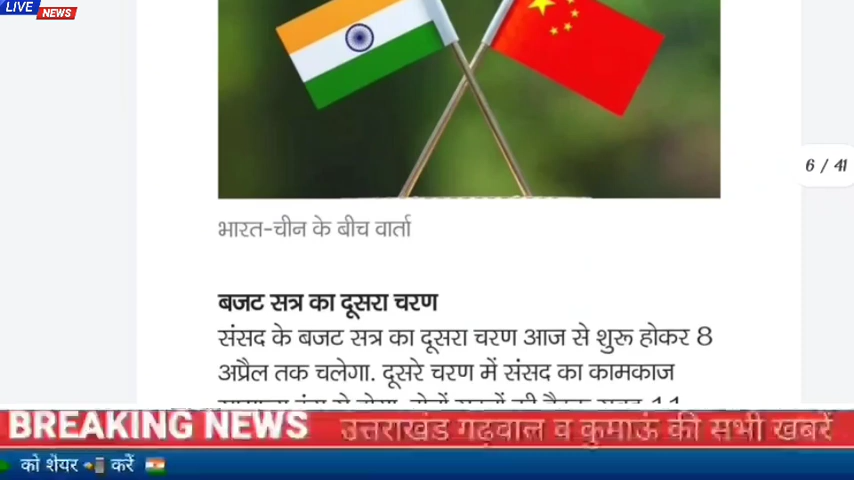 LIVE
NEWS
6 / 41
भारत-चीन के बीच वार्ता
बजट सत्र का दूसरा चरण
संसद के बजट सत्र का दूसरा चरण आज से शुरू होकर 8
अप्रैल तक चलेगा. दूसरे चरण में संसद का कामकाज
BREAKING NEWS
उत्तराखंड गढ़वाल व कुमाऊं की सभी खबरें
को शेयर करें